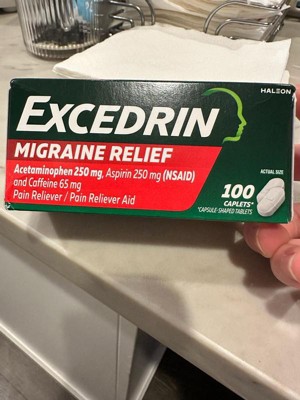 HALEON
EXCEDRIN
MIGRAINE RELIEF
Acetaminophen 250 mg, Aspirin 250 mg (NSAID)
and Caffeine 65 mg
Pain Reliever / Pain Reliever Aid
ACTUAL SIZE
100
CAPLETS*
*CAPSULE-SHAPED TABLETS